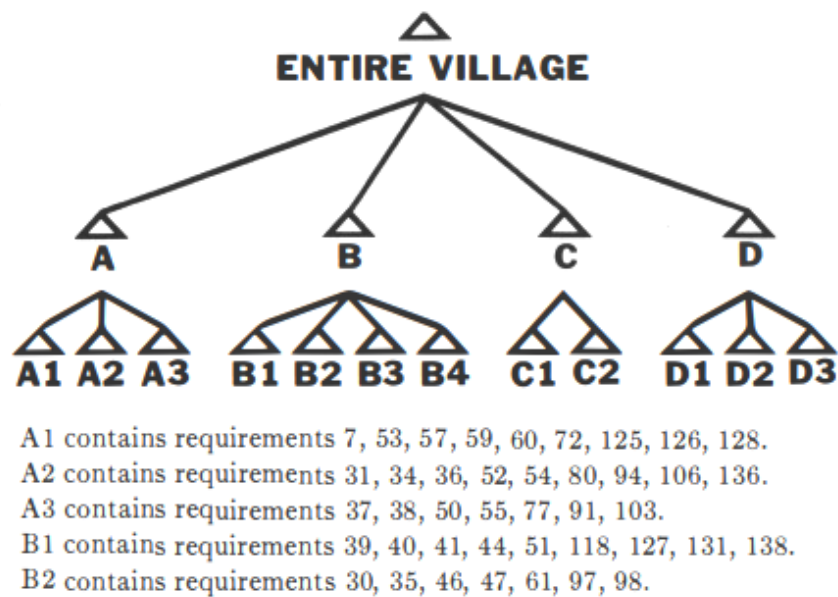 ENTIRE VILLAGE
A B C D
A1 A2 A3 B1 B2 B3 B4 C1 C2 D1 D2 D3
A1 contains requirements 7, 53, 57, 59, 60, 72, 125, 126, 128.
A2 contains requirements 31, 34, 36, 52, 54, 80, 94, 106, 136.
A3 contains requirements 37, 38, 50, 55, 77, 91, 103.
B1 contains requirements 39, 40, 41, 44, 51, 118, 127, 131, 138.
B2 contains requirements 30, 35, 46, 47, 61, 97, 98.